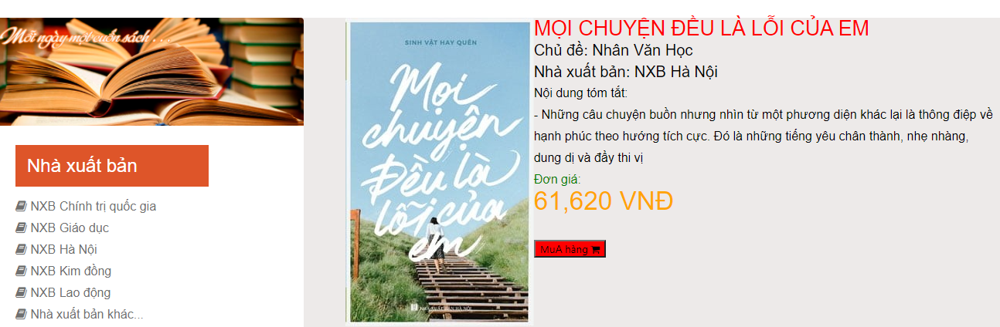 Mỗi ngày một cuốn sách . . .
Nhà xuất bản
NXB Chính trị quốc gia
NXB Giáo dục
NXB Hà Nội
NXB Kim đồng
NXB Lao động
Nhà xuất bản khác...
SINH VẬT HAY QUÊN
Mọi
chuyện
Đều là
lỗi của
em
NHÀ XUẤT BẢN HÀ NỘI
MỌI CHUYỆN ĐỀU LÀ LỖI CỦA EM
Chủ đề: Nhân Văn Học
Nhà xuất bản: NXB Hà Nội
Nội dung tóm tắt:
- Những câu chuyện buồn nhưng nhìn từ một phương diện khác lại là thông điệp về
hạnh phúc theo hướng tích cực. Đó là những tiếng yêu chân thành, nhẹ nhàng,
dung dị và đầy thi vị
Đơn giá:
61,620 VNĐ
MuA hàng